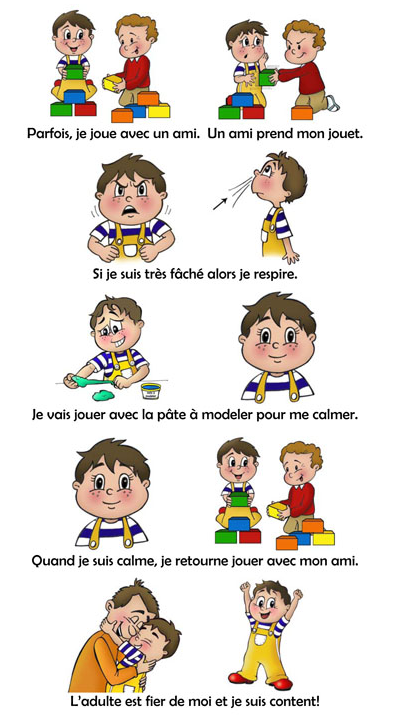 Parfois, je joue avec un ami. Un ami prend mon jouet.
Si je suis très fâché alors je respire.
Je vais jouer avec la pâte à modeler pour me calmer.
Quand je suis calme, je retourne jouer avec mon ami.
L'adulte est fier de moi et je suis content!